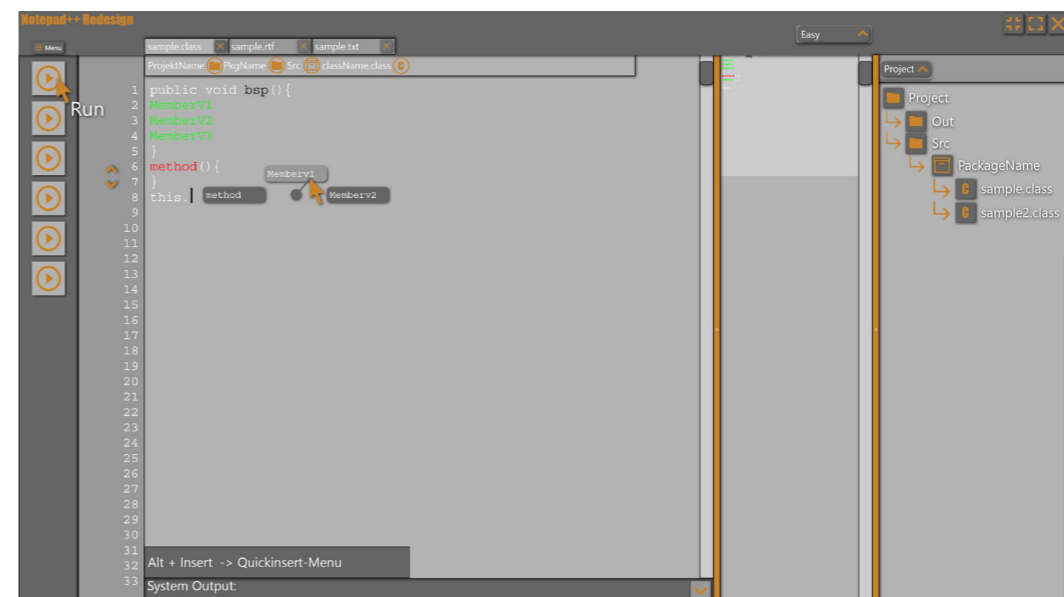 Notepad++ Redesign
Easy
Menu
sample.class sample.rtf sample.txt
ProjektName PkgName Src className.class C
Project
Run
1 public void bsp(){
2 MemberV1
3 MemberV2
4 MemberV3
5 }
6 method(){
7 }
8 this.
method
Memberv1
Memberv2
9
10
11
12
13
14
15
16
17
18
19
20
21
22
23
24
25
26
27
28
29
30
31
32
33
Alt + Insert -> Quickinsert-Menu
System Output:
Project
Out
Src
PackageName
C sample.class
C sample2.class